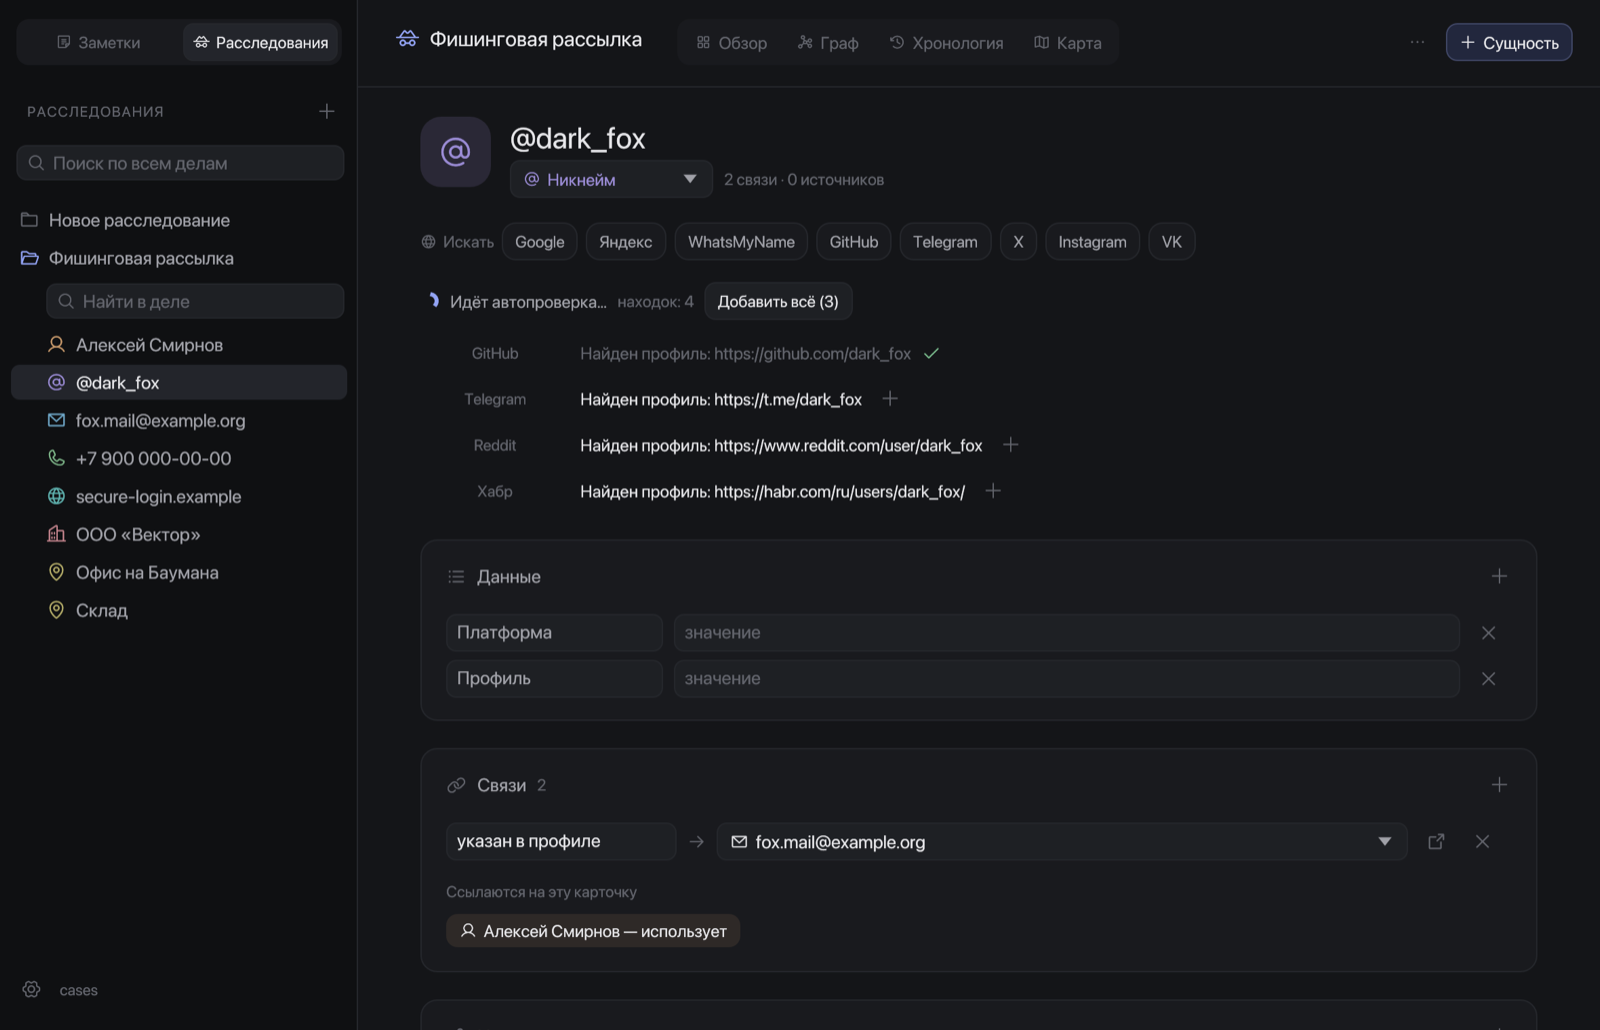 Заметки
Расследования
РАССЛЕДОВАНИЯ
Поиск по всем делам
Новое расследование
Фишинговая рассылка
Найти в деле
Алексей Смирнов
@dark_fox
fox.mail@example.org
+7 900 000-00-00
secure-login.example
ООО «Вектор»
Офис на Баумана
Склад
cases
Фишинговая рассылка
Обзор
Граф
Хронология
Карта
Сущность
@dark_fox
Никнейм
2 связи · 0 источников
Искать
Google
Яндекс
WhatsMyName
GitHub
Telegram
X
Instagram
VK
Идёт автопроверка...
находок: 4
Добавить всё (3)
GitHub
Найден профиль: https://github.com/dark_fox
Telegram
Найден профиль: https://t.me/dark_fox
Reddit
Найден профиль: https://www.reddit.com/user/dark_fox
Хабр
Найден профиль: https://habr.com/ru/users/dark_fox/
Данные
Платформа
значение
Профиль
значение
Связи 2
указан в профиле
fox.mail@example.org
Ссылаются на эту карточку
Алексей Смирнов — использует